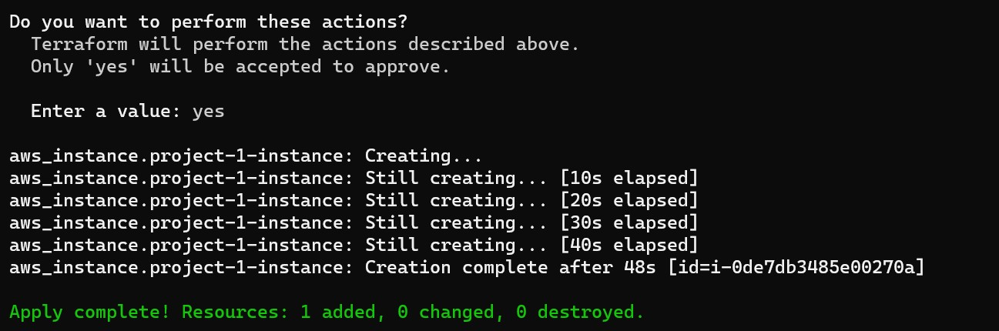 Do you want to perform these actions?
Terraform will perform the actions described above.
Only 'yes' will be accepted to approve.
Enter a value: yes
aws_instance.project-1-instance: Creating...
aws_instance.project-1-instance: Still creating... [10s elapsed]
aws_instance.project-1-instance: Still creating... [20s elapsed]
aws_instance.project-1-instance: Still creating... [30s elapsed]
aws_instance.project-1-instance: Still creating... [40s elapsed]
aws_instance.project-1-instance: Creation complete after 48s [id=i-0de7db3485e00270a]
Apply complete! Resources: 1 added, 0 changed, 0 destroyed.